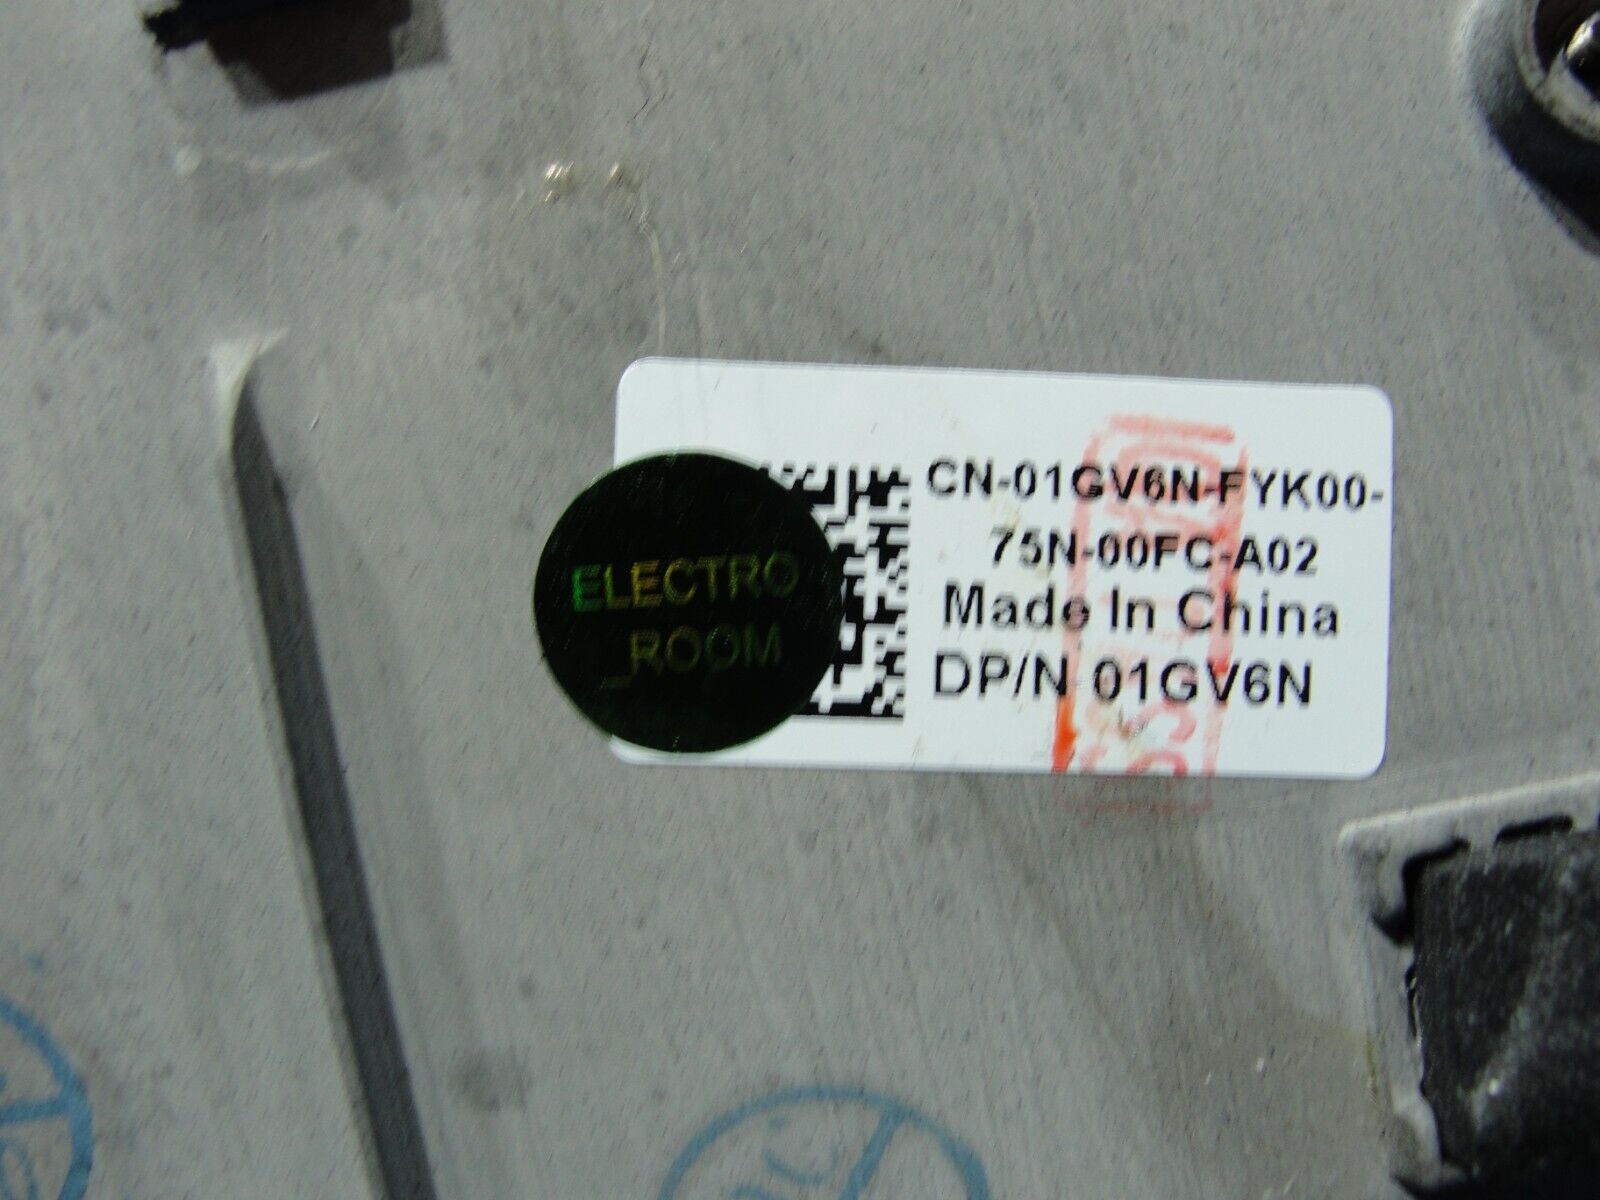 ELECTRO
_ROOM
CN-01GV6N-FYK00-
75N-00FC-A02
Made In China
DP/N 01GV6N